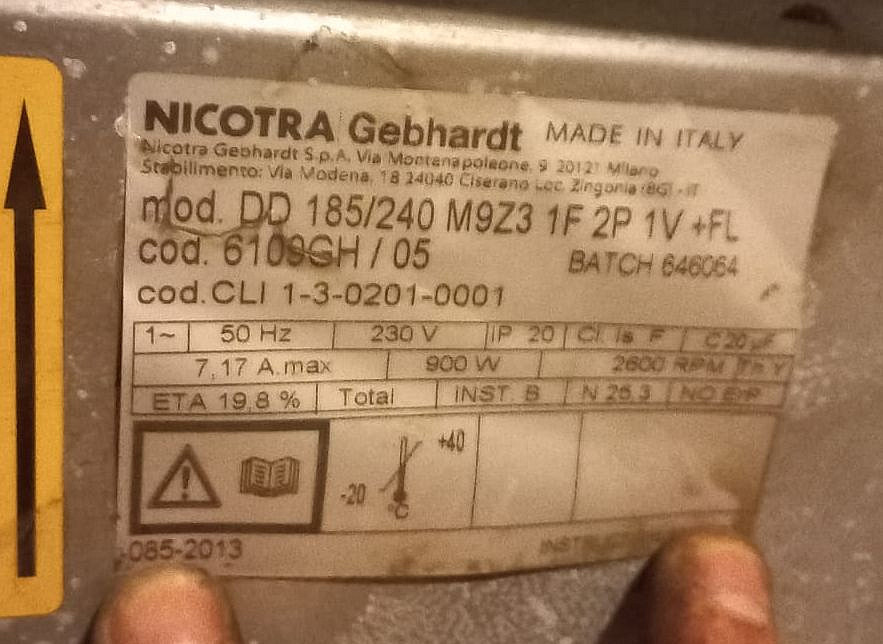 NICOTRA Gebhardt MADE IN ITALY
Nicotra Gebhardt S.p.A. Via Montenapoleone, 9 20121 Milano
Stabilimento: Via Modena, 18 24040 Ciserano Loc. Zingonia (BG) - IT
mod. DD 185/240 M9Z3 1F 2P 1V +FL
cod. 6109GH / 05 BATCH 646064
cod.CLI 1-3-0201-0001
1~ 50 Hz 230 V IP 20 Cl. Is F C 20 µF
7,17 A.max 900 W 2600 RPM Th Y
ETA 19,8 % Total INST. B N 26.3 NO ErP
+40
-20
°C
-085-2013